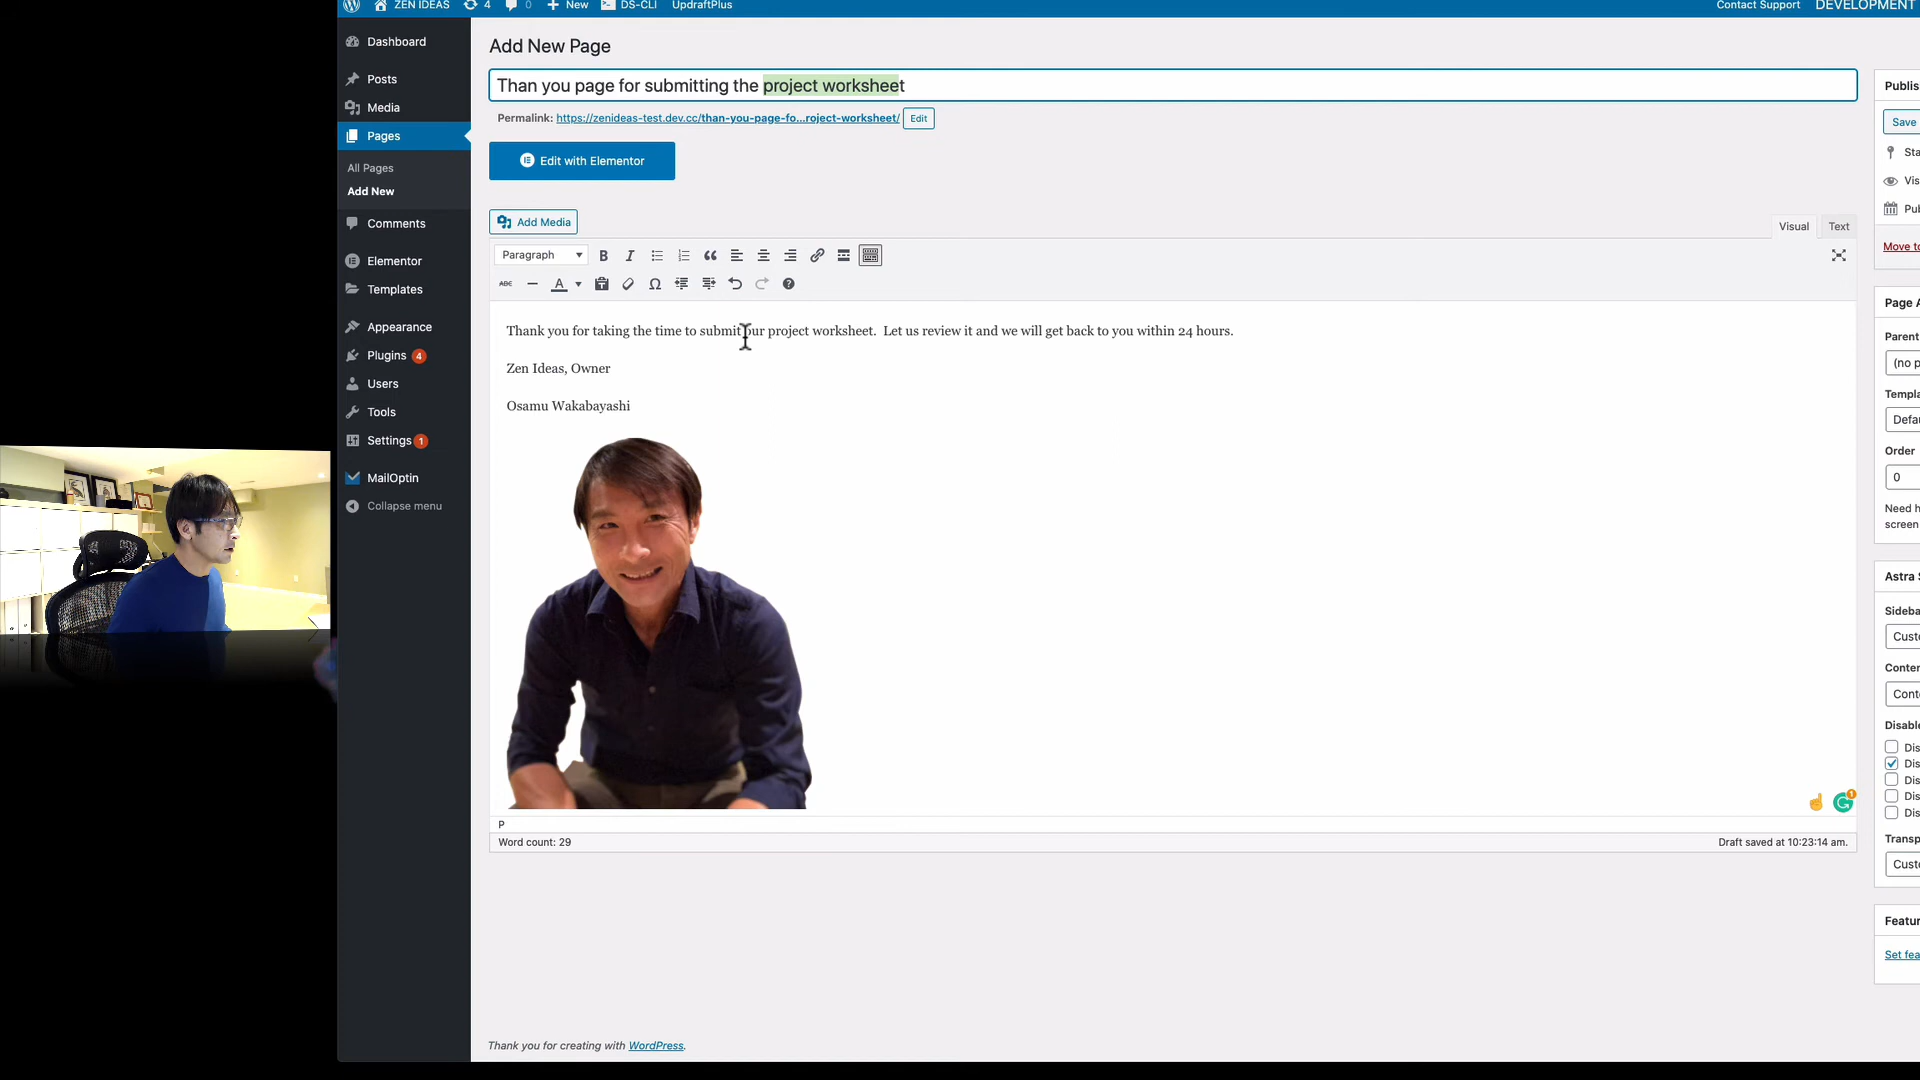 ZEN IDEAS 4 0 New DS-CLI UpdraftPlus Contact Support DEVELOPMENT
Dashboard
Posts
Media
Pages
All Pages
Add New
Comments
Elementor
Templates
Appearance
Plugins 4
Users
Tools
Settings 1
MailOptin
Collapse menu
Add New Page
Than you page for submitting the project worksheet
Permalink: https://zenideas-test.dev.cc/than-you-page-fo...roject-worksheet/ Edit
Edit with Elementor
Add Media
Visual Text
Paragraph B I
ABC A Ω
Thank you for taking the time to submit our project worksheet. Let us review it and we will get back to you within 24 hours.
Zen Ideas, Owner
Osamu Wakabayashi
P
Word count: 29 Draft saved at 10:23:14 am.
Thank you for creating with WordPress.
Publis
Save
Sta
Vis
Pub
Move to
Page A
Parent
(no p
Templa
Defau
Order
0
Need h
screen
Astra S
Sideba
Custo
Conten
Conte
Disable
Dis
Dis
Dis
Dis
Dis
Transp
Custo
Featur
Set fea
1